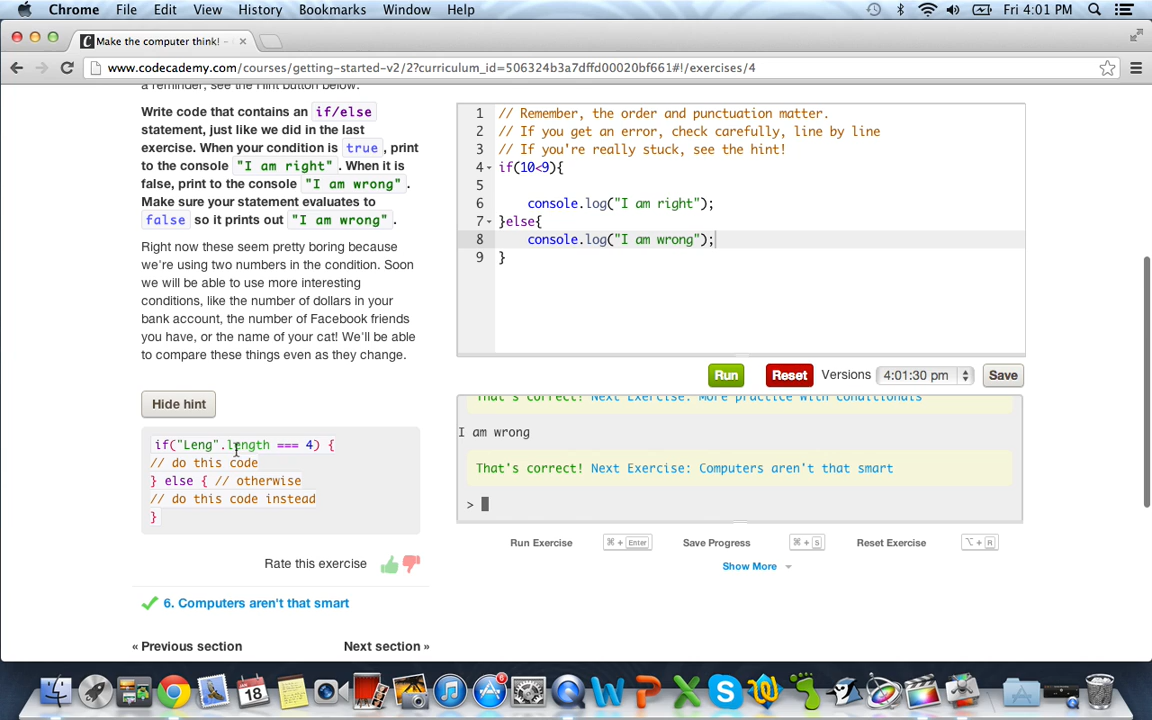 Chrome File Edit View History Bookmarks Window Help Fri 4:01 PM
Make the computer think! -
www.codecademy.com/courses/getting-started-v2/2?curriculum_id=506324b3a7dffd00020bf661#!/exercises/4
a reminder, see the Hint button below.
Write code that contains an if/else
statement, just like we did in the last
exercise. When your condition is true, print
to the console "I am right". When it is
false, print to the console "I am wrong".
Make sure your statement evaluates to
false so it prints out "I am wrong".
Right now these seem pretty boring because
we're using two numbers in the condition. Soon
we will be able to use more interesting
conditions, like the number of dollars in your
bank account, the number of Facebook friends
you have, or the name of your cat! We'll be able
to compare these things even as they change.
Hide hint
if("Leng".length === 4) {
// do this code
} else { // otherwise
// do this code instead
}
Rate this exercise
6. Computers aren't that smart
« Previous section Next section »
1 // Remember, the order and punctuation matter.
2 // If you get an error, check carefully, line by line
3 // If you're really stuck, see the hint!
4 if(10<9){
5
6 console.log("I am right");
7 }else{
8 console.log("I am wrong");
9 }
Run Reset Versions 4:01:30 pm Save
That's correct! Next Exercise: More practice with conditionals
I am wrong
That's correct! Next Exercise: Computers aren't that smart
>
Run Exercise ⌘ + Enter Save Progress ⌘ + S Reset Exercise ⌥ + R
Show More
JAN
18
6